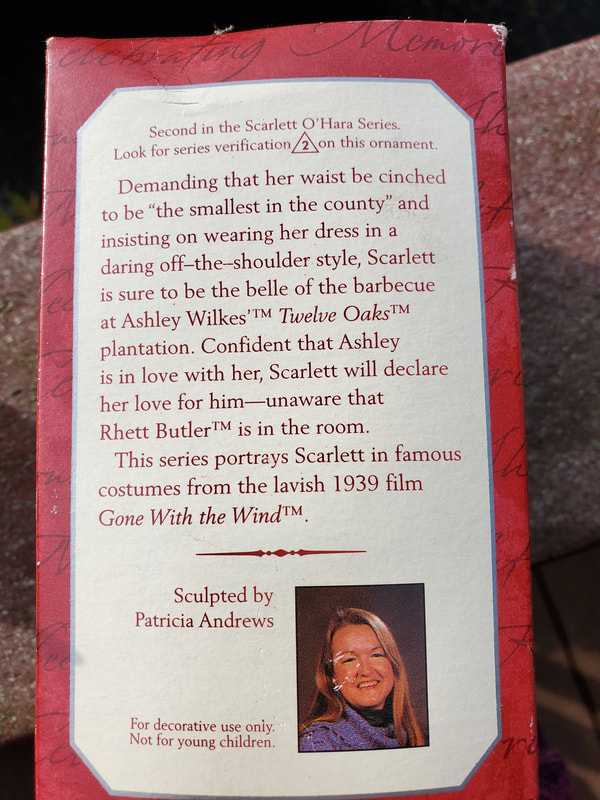 Celebrating Memori
Second in the Scarlett O'Hara Series.
Look for series verification 2 on this ornament.
Demanding that her waist be cinched
to be “the smallest in the county” and
insisting on wearing her dress in a
daring off–the–shoulder style, Scarlett
is sure to be the belle of the barbecue
at Ashley Wilkes’™ Twelve Oaks™
plantation. Confident that Ashley
is in love with her, Scarlett will declare
her love for him—unaware that
Rhett Butler™ is in the room.
This series portrays Scarlett in famous
costumes from the lavish 1939 film
Gone With the Wind™.
Sculpted by
Patricia Andrews
For decorative use only.
Not for young children.